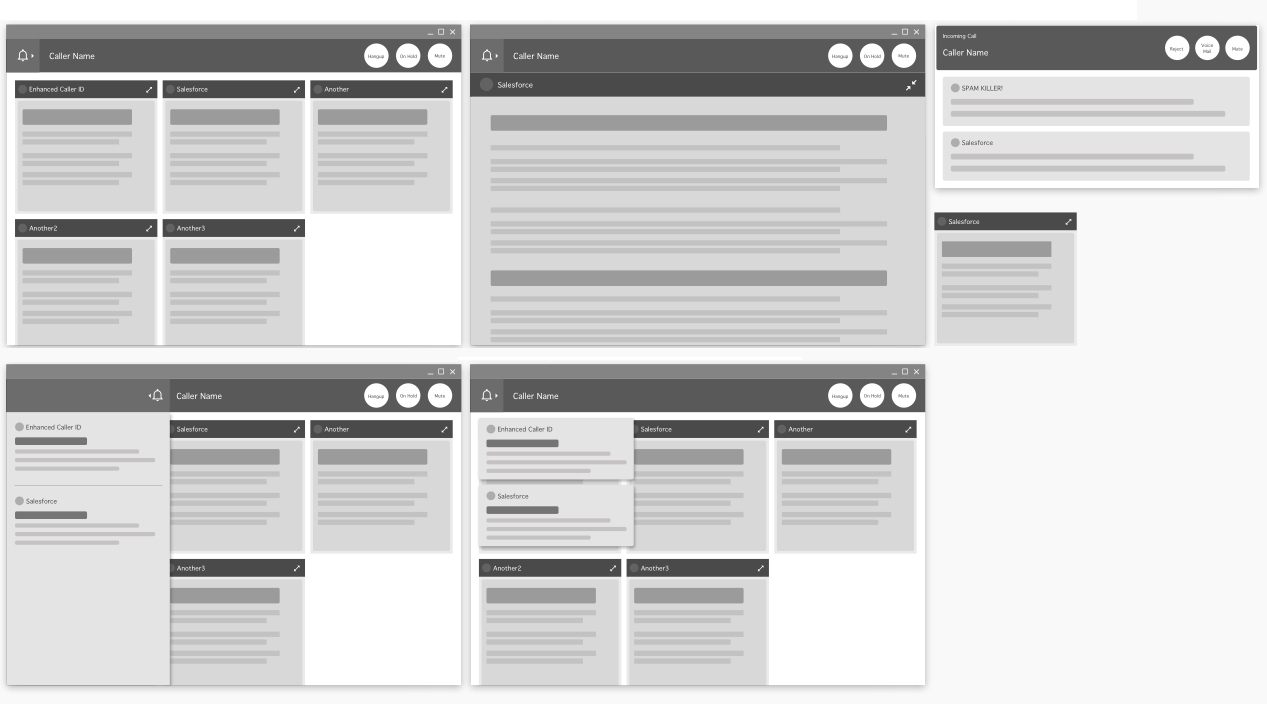 Caller Name
Hangup
On Hold
Mute
Enhanced Caller ID
Salesforce
Another
Another2
Another3
Caller Name
Hangup
On Hold
Mute
Salesforce
Incoming Call
Caller Name
Reject
Voice
Mail
Mute
SPAM KILLER!
Salesforce
Salesforce
Caller Name
Hangup
On Hold
Mute
Enhanced Caller ID
Salesforce
Salesforce
Another
Another3
Caller Name
Hangup
On Hold
Mute
Enhanced Caller ID
Salesforce
Salesforce
Another
Another2
Another3